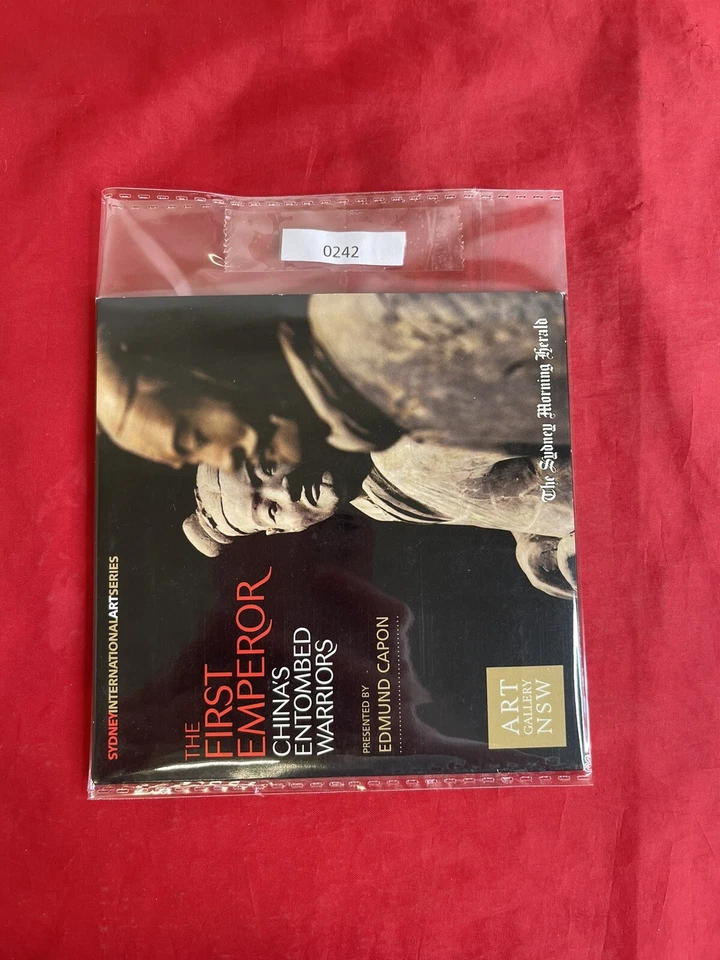 0242
SYDNEYINTERNATIONALARTSERIES
THE
FIRST
EMPEROR
CHINA'S
ENTOMBED
WARRIORS
PRESENTED BY
EDMUND CAPON
ART
GALLERY
NSW
The Sydney Morning Herald